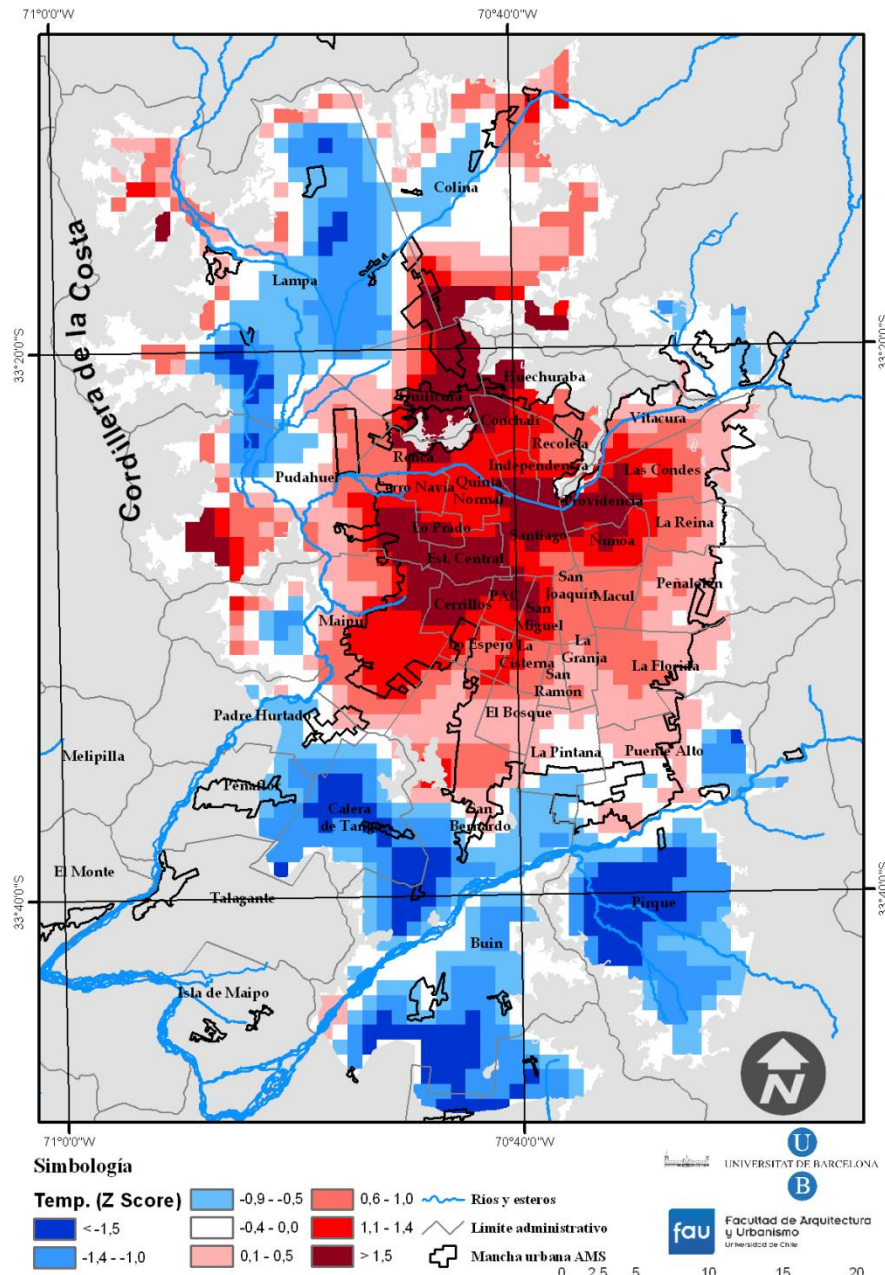 71°0'0"W
70°40'0"W
Colina
Lampa
Cordillera de la Costa
33°20'0"S
33°20'0"S
Huechuraba
Quilicura
Conchalí
Vitacura
Recoleta
Renca
Independencia
Las Condes
Pudahuel
Cerro Navia
Quinta
Normal
Providencia
La Reina
Lo Prado
Santiago
Ñuñoa
Est. Central
San
Joaquín
Peñalolén
Cerrillos
PAC
Macul
San
Miguel
Maipú
Lo Espejo
La
Cisterna
La
Granja
La Florida
San
Ramón
Padre Hurtado
El Bosque
Melipilla
La Pintana
Puente Alto
Peñaflor
Calera
de Tango
San
Bernardo
El Monte
Talagante
33°40'0"S
33°40'0"S
Pirque
Buin
Isla de Maipo
N
71°0'0"W
70°40'0"W
Simbología
Temp. (Z Score)
< -1,5
-1,4 - -1,0
-0,9 - -0,5
-0,4 - 0,0
0,1 - 0,5
0,6 - 1,0
1,1 - 1,4
> 1,5
Ríos y esteros
Límite administrativo
Mancha urbana AMS
U
UNIVERSITAT DE BARCELONA
B
fau
Facultad de Arquitectura
y Urbanismo
Universidad de Chile
0 2,5 5 10 15 20